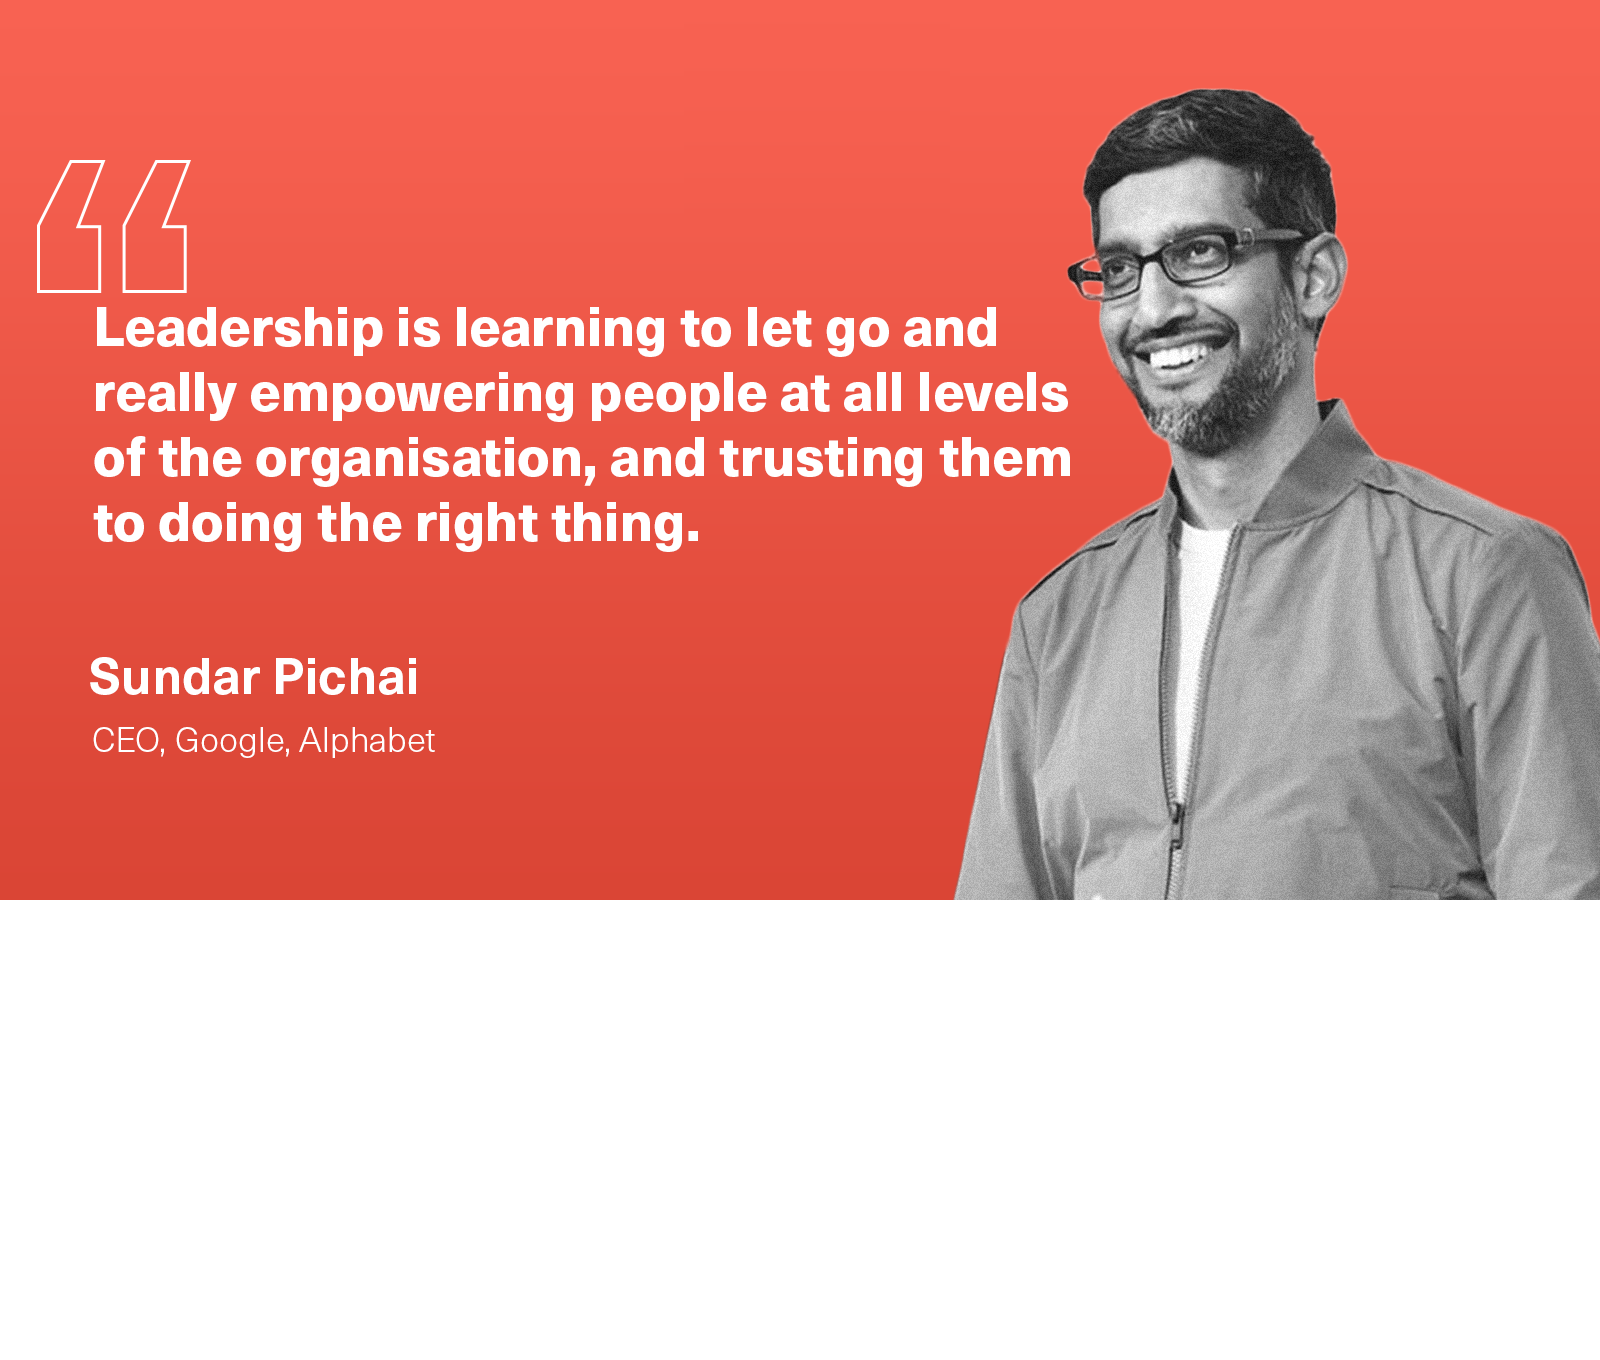 “
Leadership is learning to let go and
really empowering people at all levels
of the organisation, and trusting them
to doing the right thing.
Sundar Pichai
CEO, Google, Alphabet